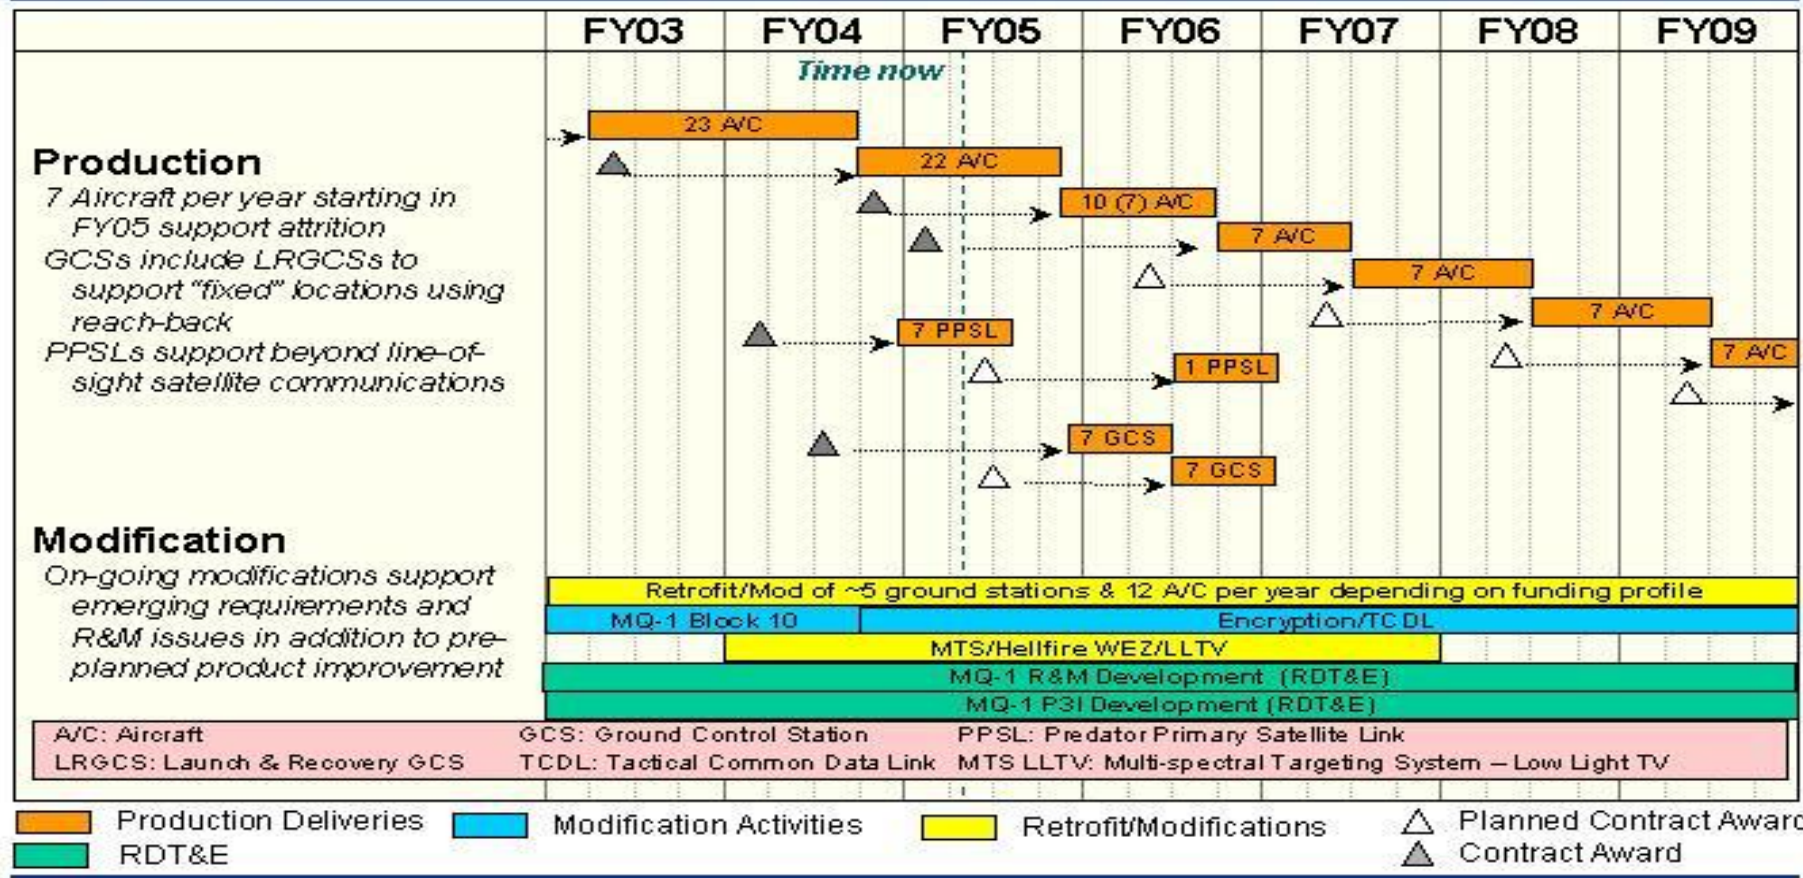 FY03 FY04 FY05 FY06 FY07 FY08 FY09
Time now
23 A/C
22 A/C
10 (7) A/C
7 A/C
7 A/C
7 A/C
7 A/C
7 PPSL
1 PPSL
7 GCS
7 GCS
Production
7 Aircraft per year starting in
FY05 support attrition
GCSs include LRGCSs to
support "fixed" locations using
reach-back
PPSLs support beyond line-of-
sight satellite communications
Modification
On-going modifications support
emerging requirements and
R&M issues in addition to pre-
planned product improvement
Retrofit/Mod of ~5 ground stations & 12 A/C per year depending on funding profile
MQ-1 Block 10 Encryption/TCDL
MTS/Hellfire WEZ/LLTV
MQ-1 R&M Development (RDT&E)
MQ-1 P3I Development (RDT&E)
A/C: Aircraft GCS: Ground Control Station PPSL: Predator Primary Satellite Link
LRGCS: Launch & Recovery GCS TCDL: Tactical Common Data Link MTS LLTV: Multi-spectral Targeting System – Low Light TV
Production Deliveries Modification Activities Retrofit/Modifications Planned Contract Award
RDT&E Contract Award